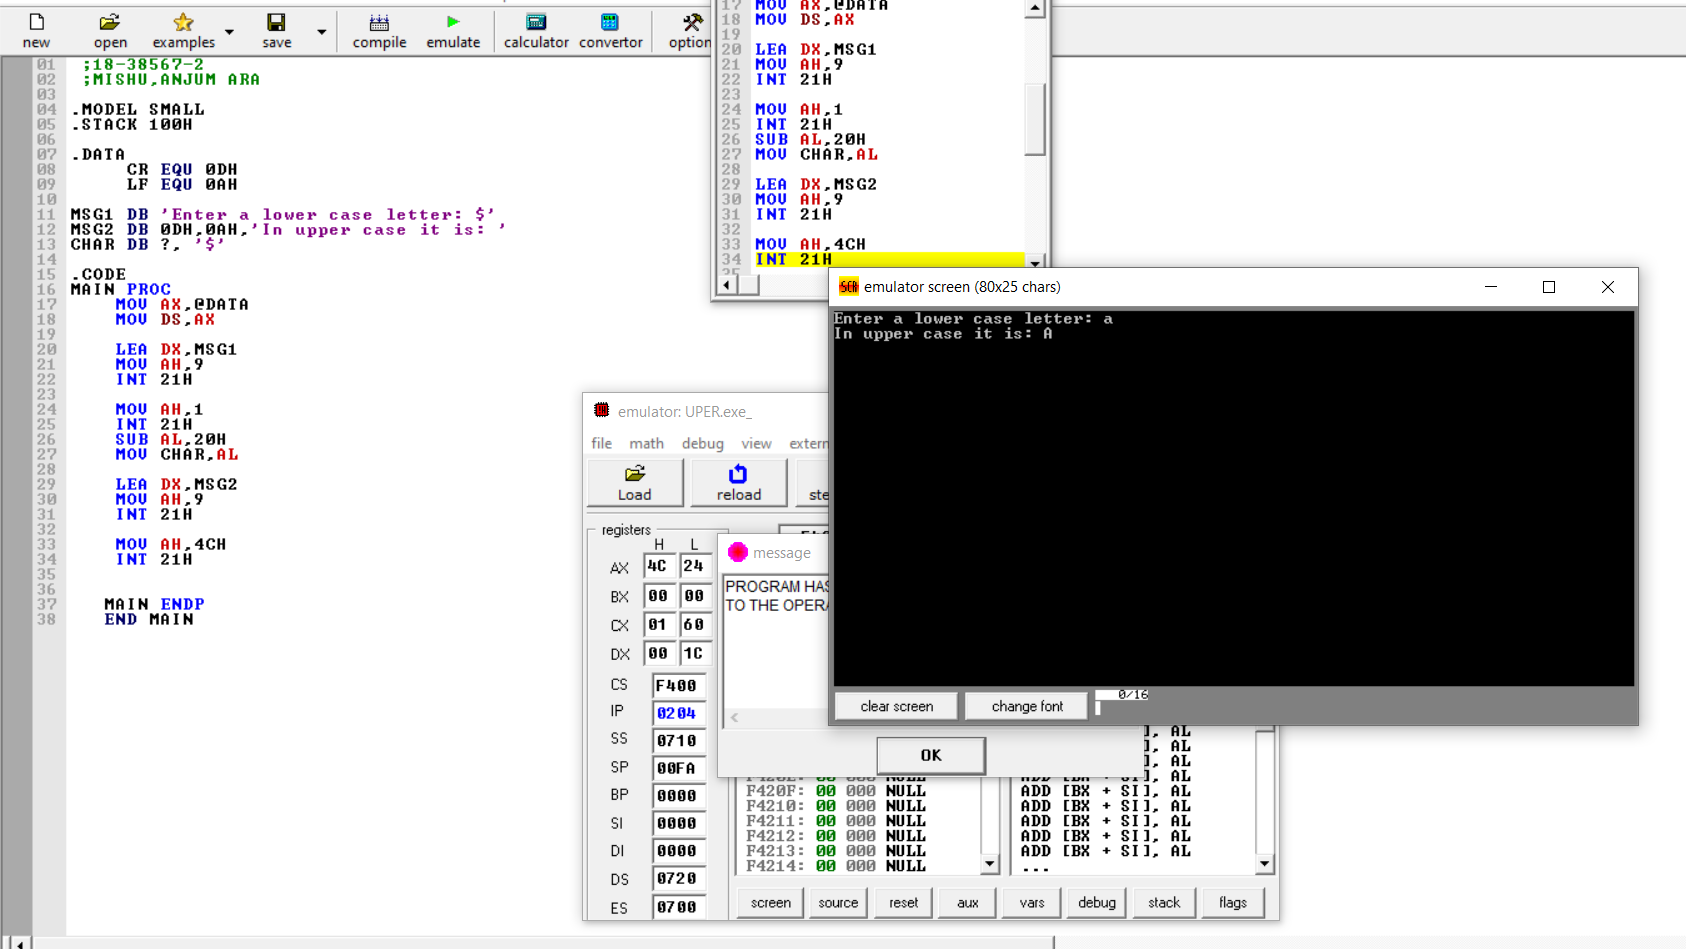 new
open
examples
save
compile
emulate
calculator
convertor
01 ;18-38567-2
02 ;MISHU,ANJUM ARA
03
04 .MODEL SMALL
05 .STACK 100H
06
07 .DATA
08 CR EQU 0DH
09 LF EQU 0AH
10
11 MSG1 DB 'Enter a lower case letter: $'
12 MSG2 DB 0DH,0AH,'In upper case it is: '
13 CHAR DB ?, '$'
14
15 .CODE
16 MAIN PROC
17 MOV AX,@DATA
18 MOV DS,AX
19
20 LEA DX,MSG1
21 MOV AH,9
22 INT 21H
23
24 MOV AH,1
25 INT 21H
26 SUB AL,20H
27 MOV CHAR,AL
28
29 LEA DX,MSG2
30 MOV AH,9
31 INT 21H
32
33 MOV AH,4CH
34 INT 21H
35
36
37 MAIN ENDP
38 END MAIN
17 MOV AX,@DATA
18 MOV DS,AX
19
20 LEA DX,MSG1
21 MOV AH,9
22 INT 21H
23
24 MOV AH,1
25 INT 21H
26 SUB AL,20H
27 MOV CHAR,AL
28
29 LEA DX,MSG2
30 MOV AH,9
31 INT 21H
32
33 MOV AH,4CH
34 INT 21H
emulator screen (80x25 chars)
Enter a lower case letter: a
In upper case it is: A
clear screen
change font
0/16
emulator: UPER.exe_
file math debug view extern
Load
reload
registers
H L
AX 4C 24
BX 00 00
CX 01 60
DX 00 1C
CS F400
IP 0204
SS 0710
SP 00FA
BP 0000
SI 0000
DI 0000
DS 0720
ES 0700
message
PROGRAM HAS
TO THE
OK
F420F: 00 000 NULL
F4210: 00 000 NULL
F4211: 00 000 NULL
F4212: 00 000 NULL
F4213: 00 000 NULL
F4214: 00 000 NULL
], AL
], AL
], AL
ADD [BX + SI], AL
ADD [BX + SI], AL
ADD [BX + SI], AL
ADD [BX + SI], AL
ADD [BX + SI], AL
ADD [BX + SI], AL
...
screen
source
reset
aux
vars
debug
stack
flags